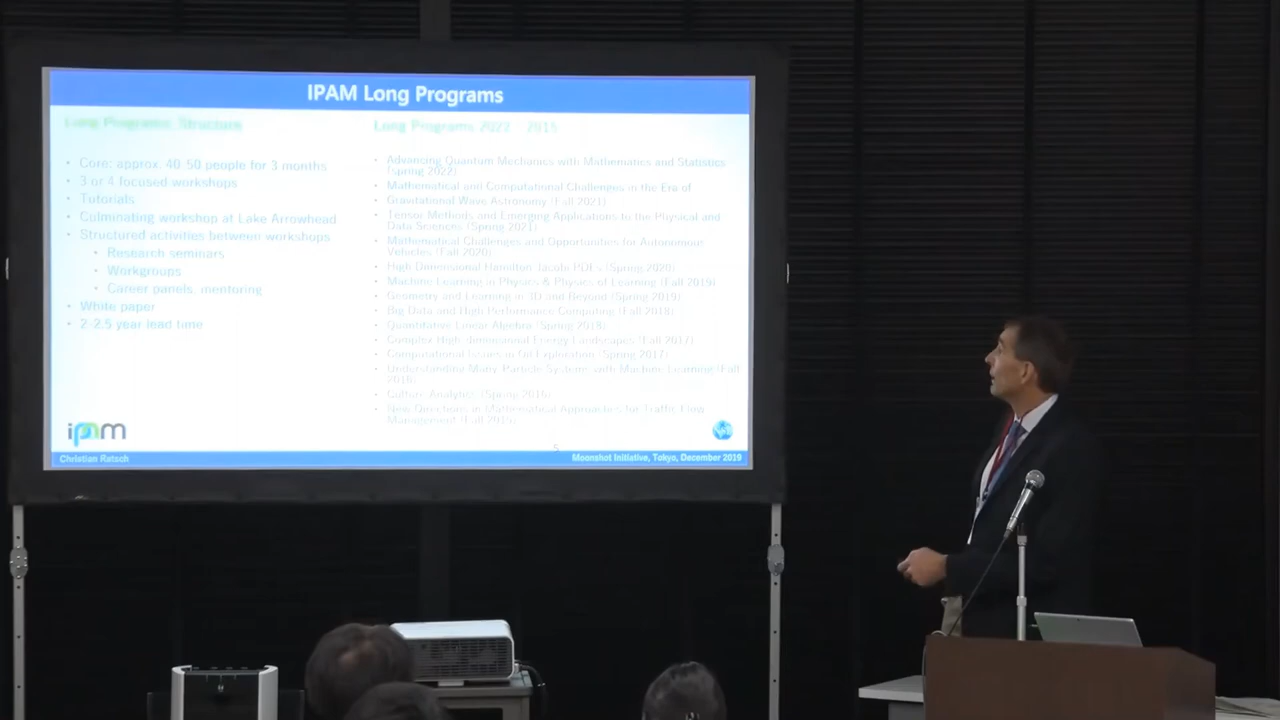 IPAM Long Programs
Long Programs: Structure
• Core: approx. 40-50 people for 3 months
• 3 or 4 focused workshops
• Tutorials
• Culminating workshop at Lake Arrowhead
• Structured activities between workshops
• Research seminars
• Workgroups
• Career panels, mentoring
• White paper
• 2-2.5 year lead time
Long Programs 2022 - 2015
• Advancing Quantum Mechanics with Mathematics and Statistics
(spring 2022)
• Mathematical and Computational Challenges in the Era of
• Gravitational Wave Astronomy (Fall 2021)
• Tensor Methods and Emerging Applications to the Physical and
Data Sciences (Spring 2021)
• Mathematical Challenges and Opportunities for Autonomous
Vehicles (Fall 2020)
• High Dimensional Hamilton-Jacobi PDEs (Spring 2020)
• Machine Learning in Physics & Physics of Learning (Fall 2019)
• Geometry and Learning in 3D and Beyond (Spring 2019)
• Big Data and High Performance Computing (Fall 2018)
• Quantitative Linear Algebra (Spring 2018)
• Complex High-dimensional Energy Landscapes (Fall 2017)
• Computational Issues in Oil Exploration (Spring 2017)
• Understanding Many-Particle Systems with Machine Learning (Fall
2016)
• Culture Analytics (Spring 2016)
• New Directions in Mathematical Approaches for Traffic Flow
Management (Fall 2015)
ipam
5
Christian Ratsch
Moonshot Initiative, Tokyo, December 2019